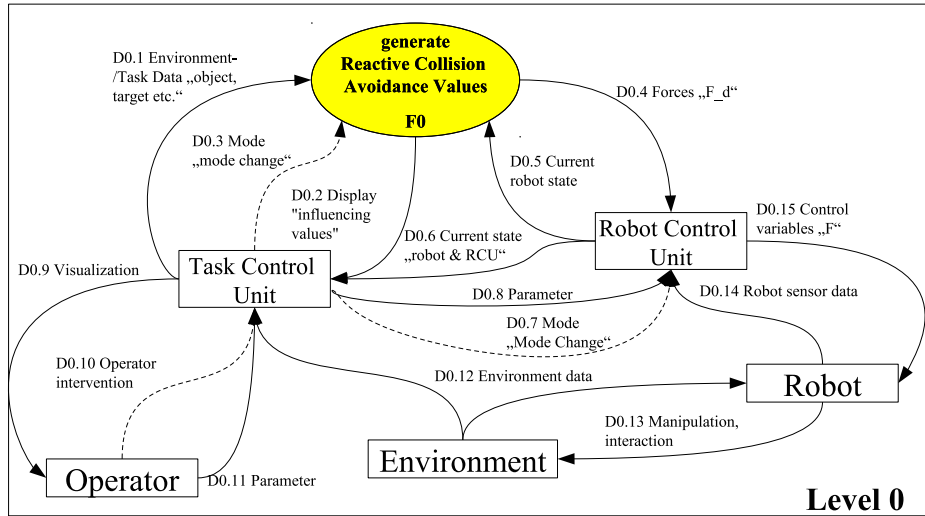 generate
Reactive Collision
Avoidance Values
F0
D0.1 Environment-
/Task Data „object,
target etc.“
D0.3 Mode
„mode change“
D0.4 Forces „F_d“
D0.5 Current
robot state
D0.2 Display
"influencing
values"
D0.15 Control
variables „F“
D0.6 Current state
„robot & RCU“
Robot Control
Unit
D0.9 Visualization
Task Control
Unit
D0.8 Parameter
D0.14 Robot sensor data
D0.7 Mode
„Mode Change“
D0.10 Operator
intervention
D0.12 Environment data
Robot
D0.13 Manipulation,
interaction
Operator
D0.11 Parameter
Environment
Level 0